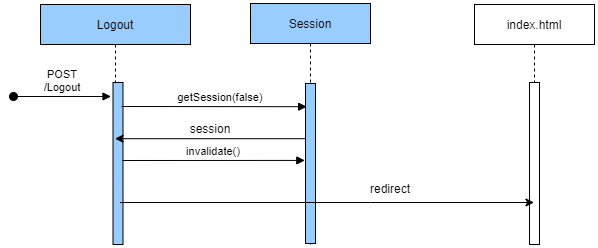 Logout
Session
index.html
POST
/Logout
getSession(false)
session
invalidate()
redirect